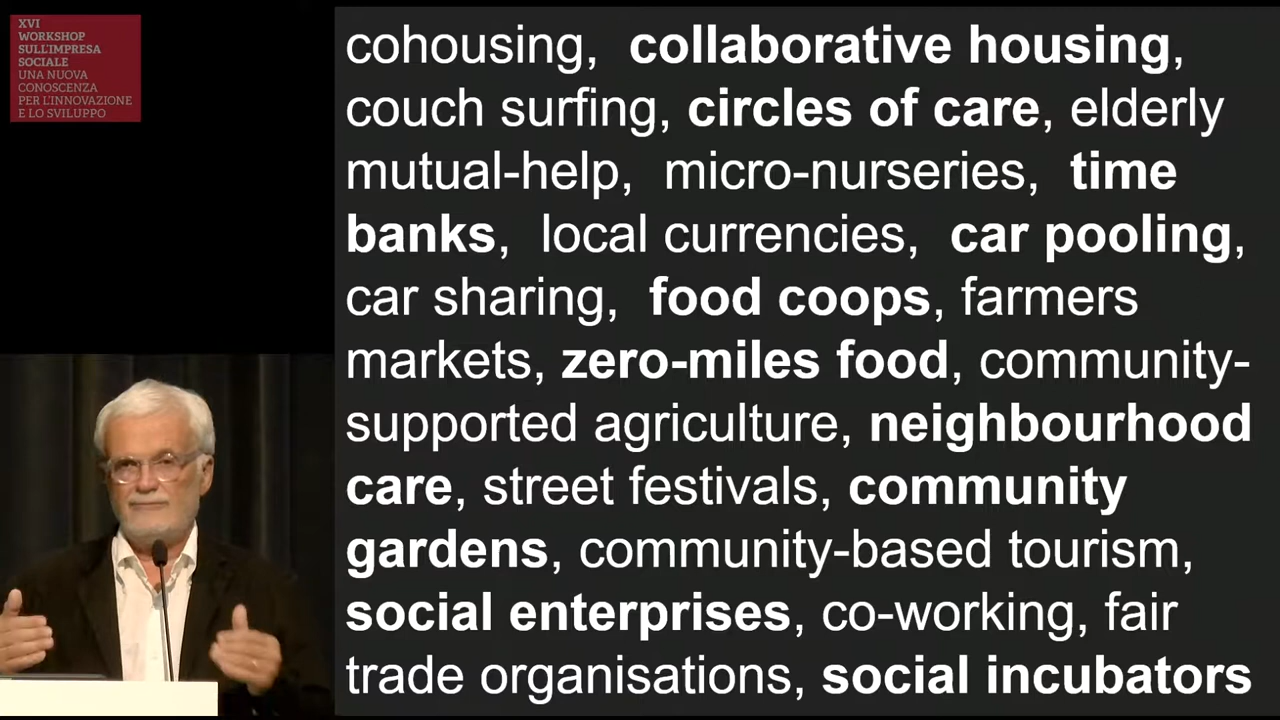 XVI
WORKSHOP
SULL'IMPRESA
SOCIALE
UNA NUOVA
CONOSCENZA
PER L'INNOVAZIONE
E LO SVILUPPO
cohousing, collaborative housing,
couch surfing, circles of care, elderly
mutual-help, micro-nurseries, time
banks, local currencies, car pooling,
car sharing, food coops, farmers
markets, zero-miles food, community-
supported agriculture, neighbourhood
care, street festivals, community
gardens, community-based tourism,
social enterprises, co-working, fair
trade organisations, social incubators